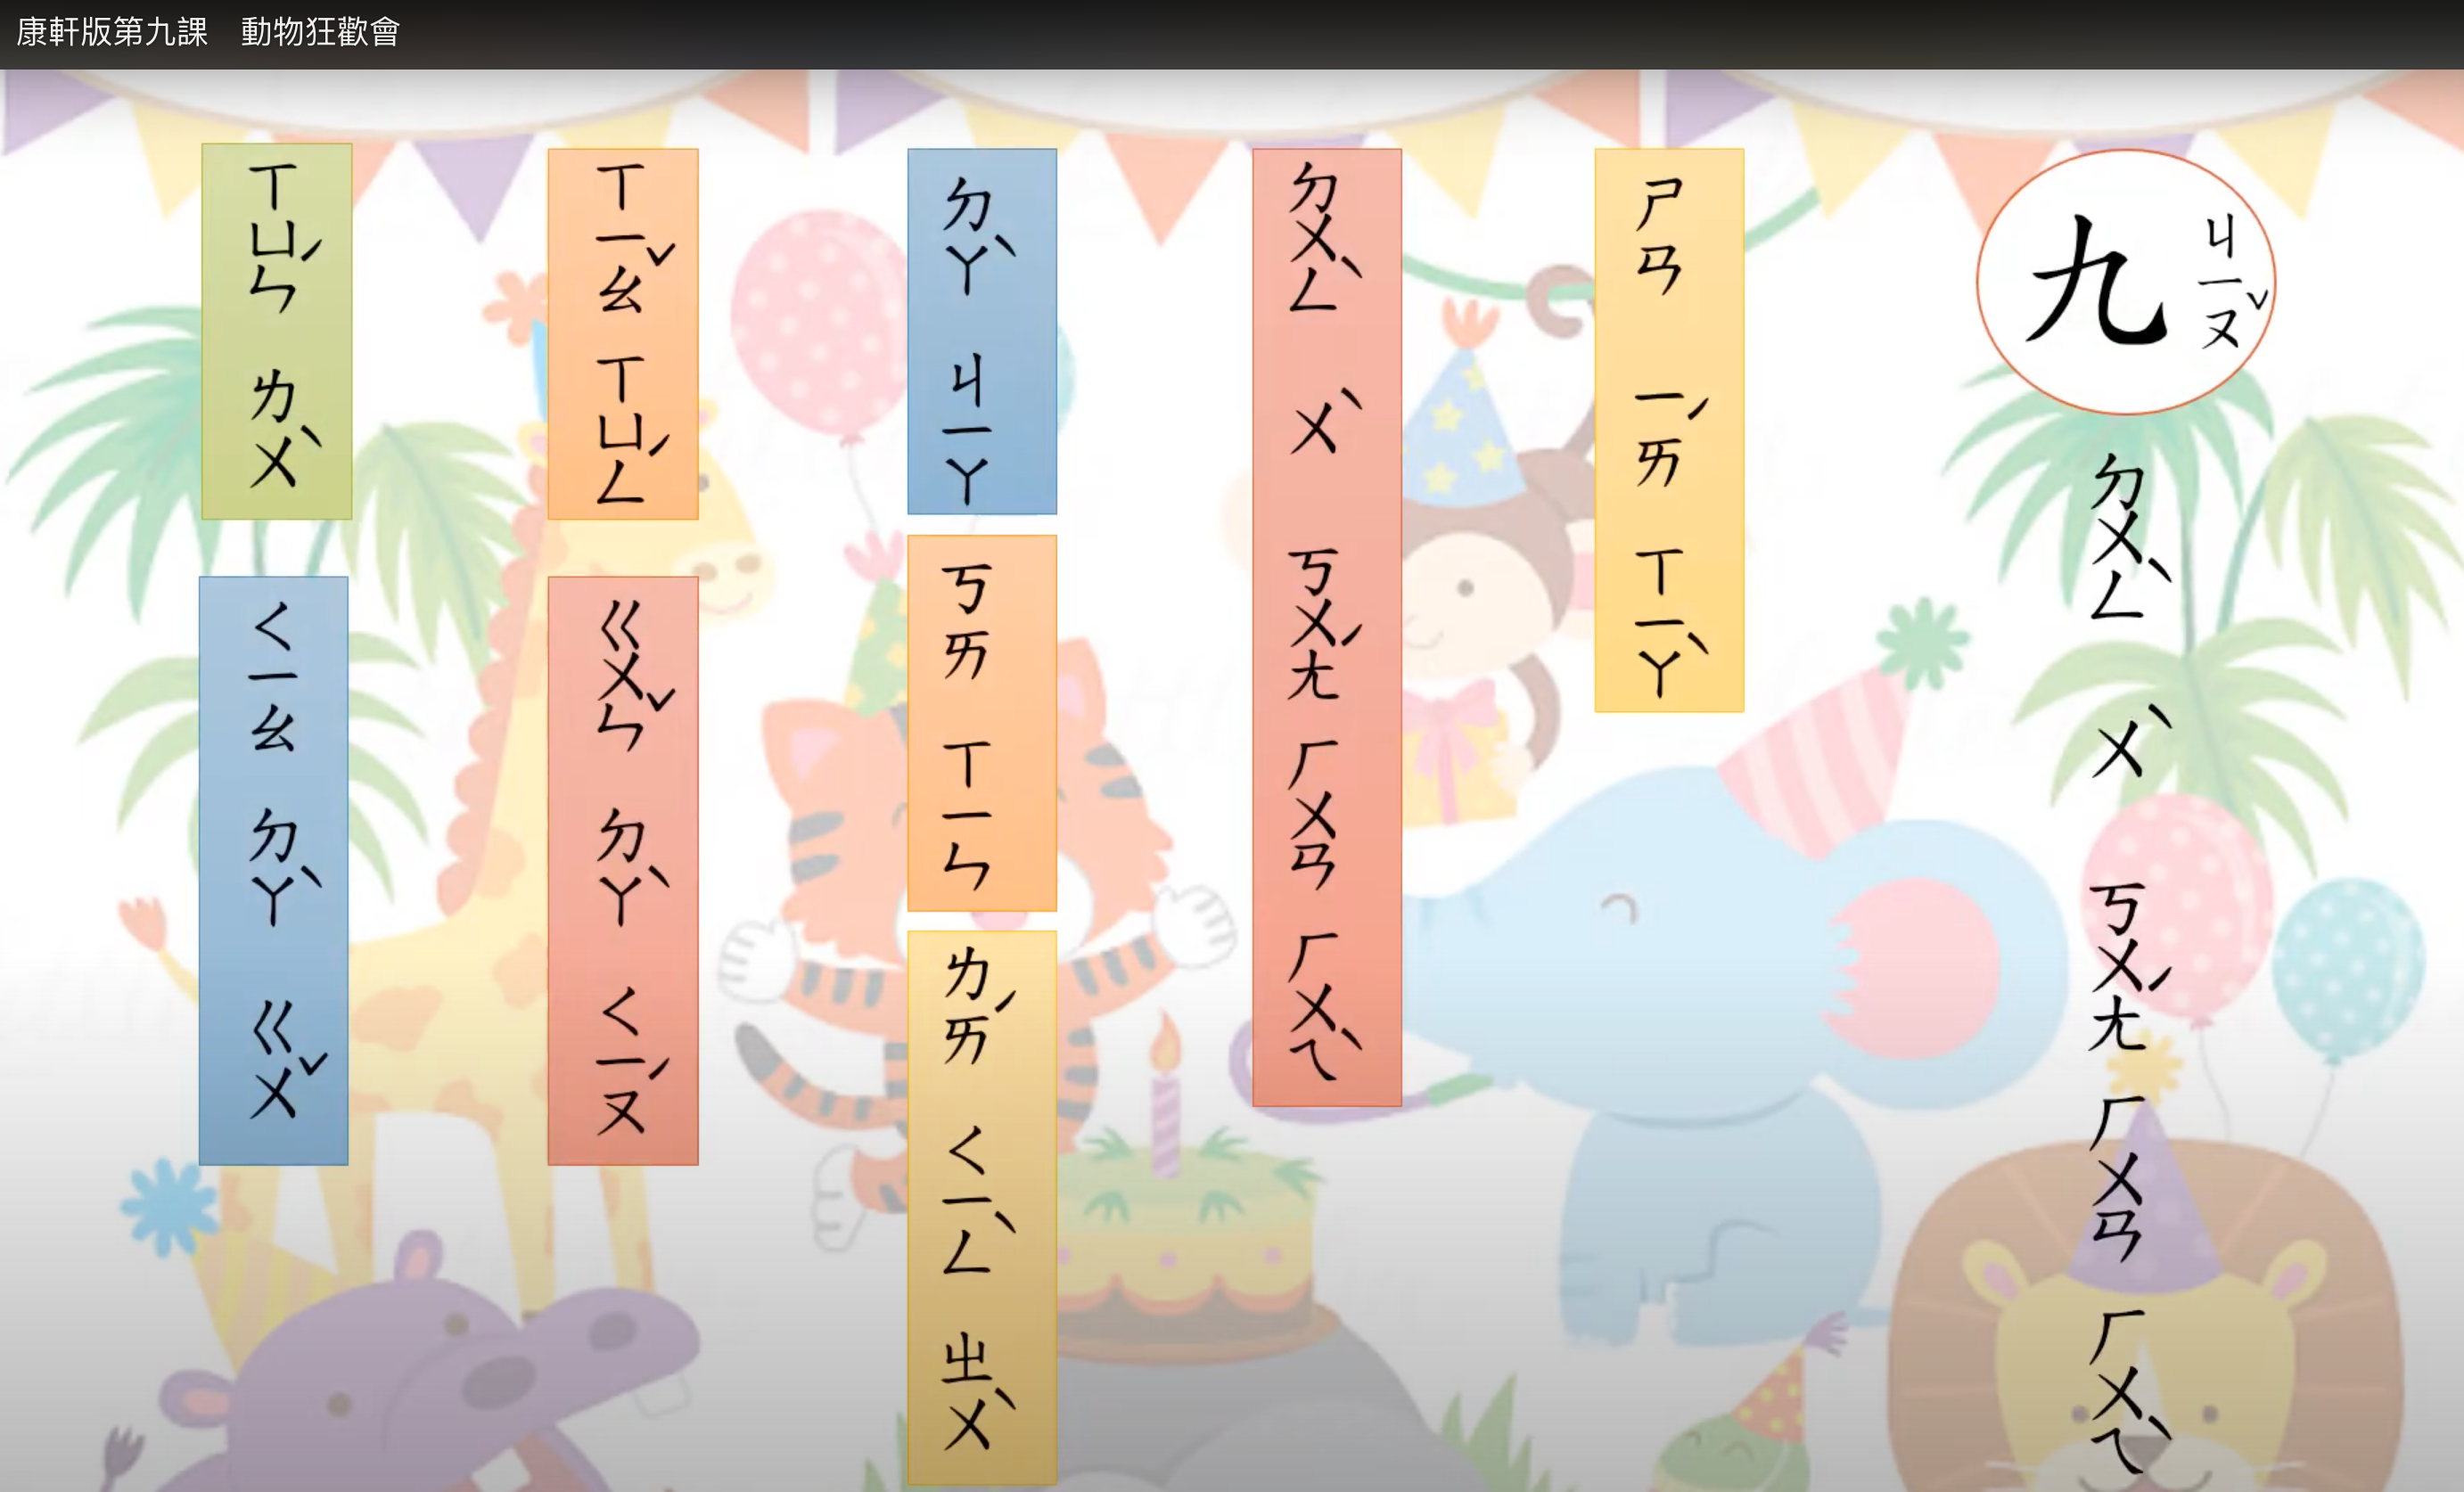 康軒版第九課　動物狂歡會
九 ㄐㄧㄡˇ
ㄉㄨㄥˋ ㄨˋ ㄎㄨㄤˊ ㄏㄨㄢ ㄏㄨㄟˋ
ㄕㄢ ㄧㄞˊ ㄒㄧㄚˋ
ㄉㄨㄥˋ ㄨˋ ㄎㄨㄤˊ ㄏㄨㄢ ㄏㄨㄟˋ
ㄉㄚˋ ㄐㄧㄚ
ㄎㄞ ㄒㄧㄣ
ㄌㄞˊ ㄑㄧㄥˋ ㄓㄨˋ
ㄒㄧㄠˇ ㄒㄩㄥˊ
ㄍㄨㄣˇ ㄉㄚˋ ㄑㄧㄡˊ
ㄒㄩㄣˊ ㄌㄨˋ
ㄑㄧㄠ ㄉㄚˋ ㄍㄨˇ